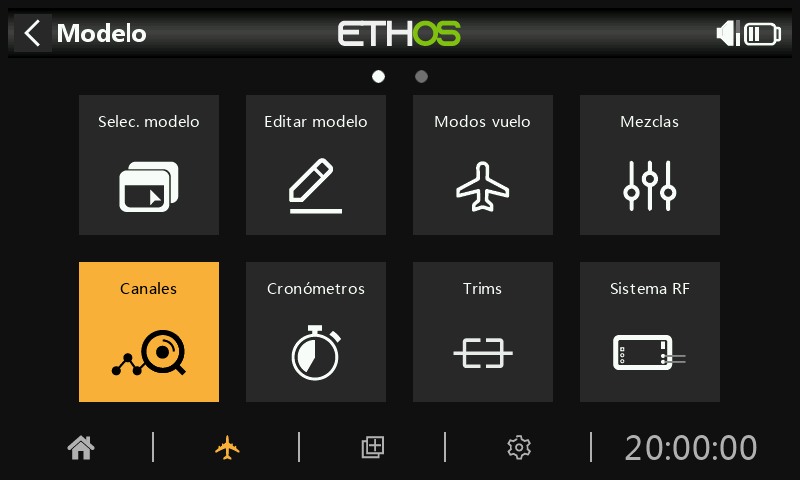 Modelo
ETHOS
Selec. modelo
Editar modelo
Modos vuelo
Mezclas
Canales
Cronómetros
Trims
Sistema RF
20:00:00